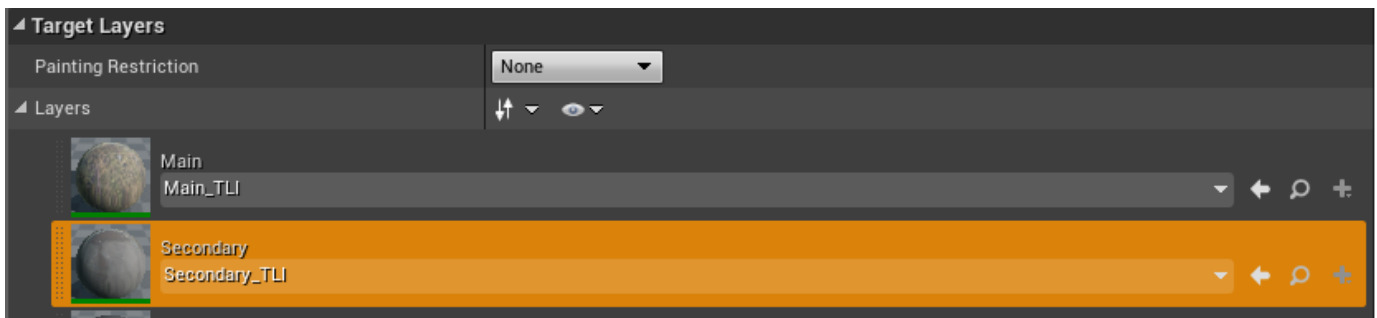 Target Layers
Painting Restriction
None
Layers
Main
Main_TLI
Secondary
Secondary_TLI